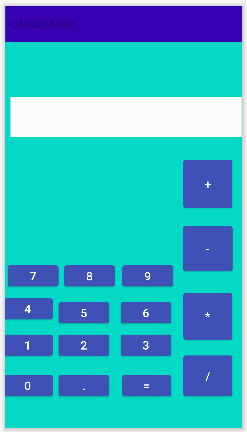 CALCULATOR
+
-
7 8 9
4 5 6 *
1 2 3
0 . = /